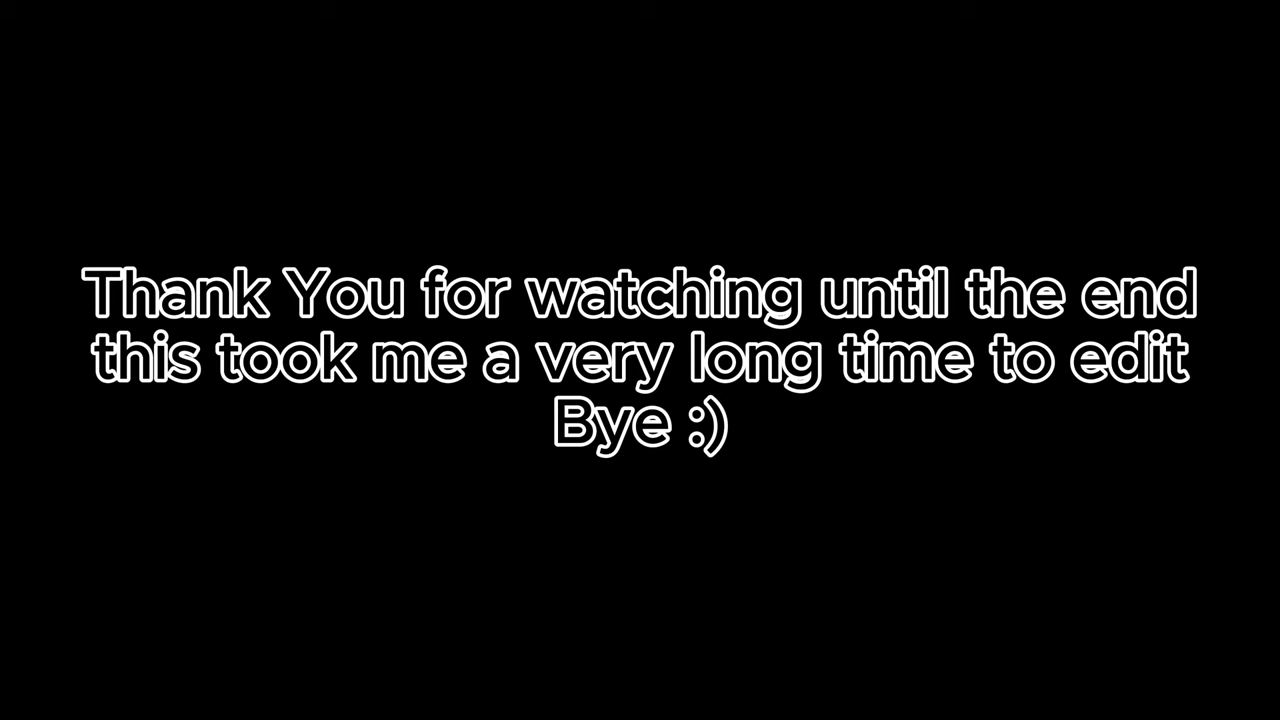 Thank You for watching until the end
this took me a very long time to edit
Bye :)